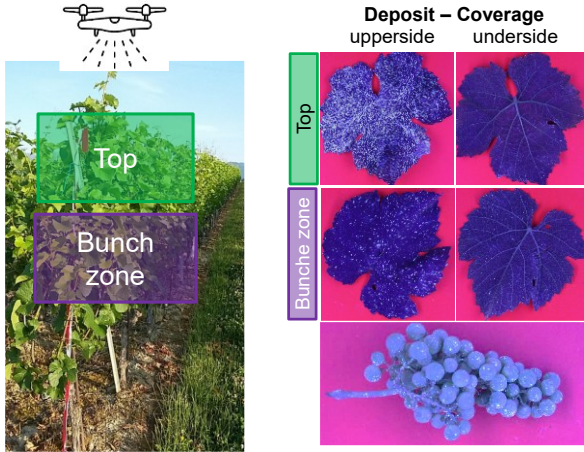 Top
Bunch
zone
Deposit – Coverage
upperside underside
Top
Bunche zone